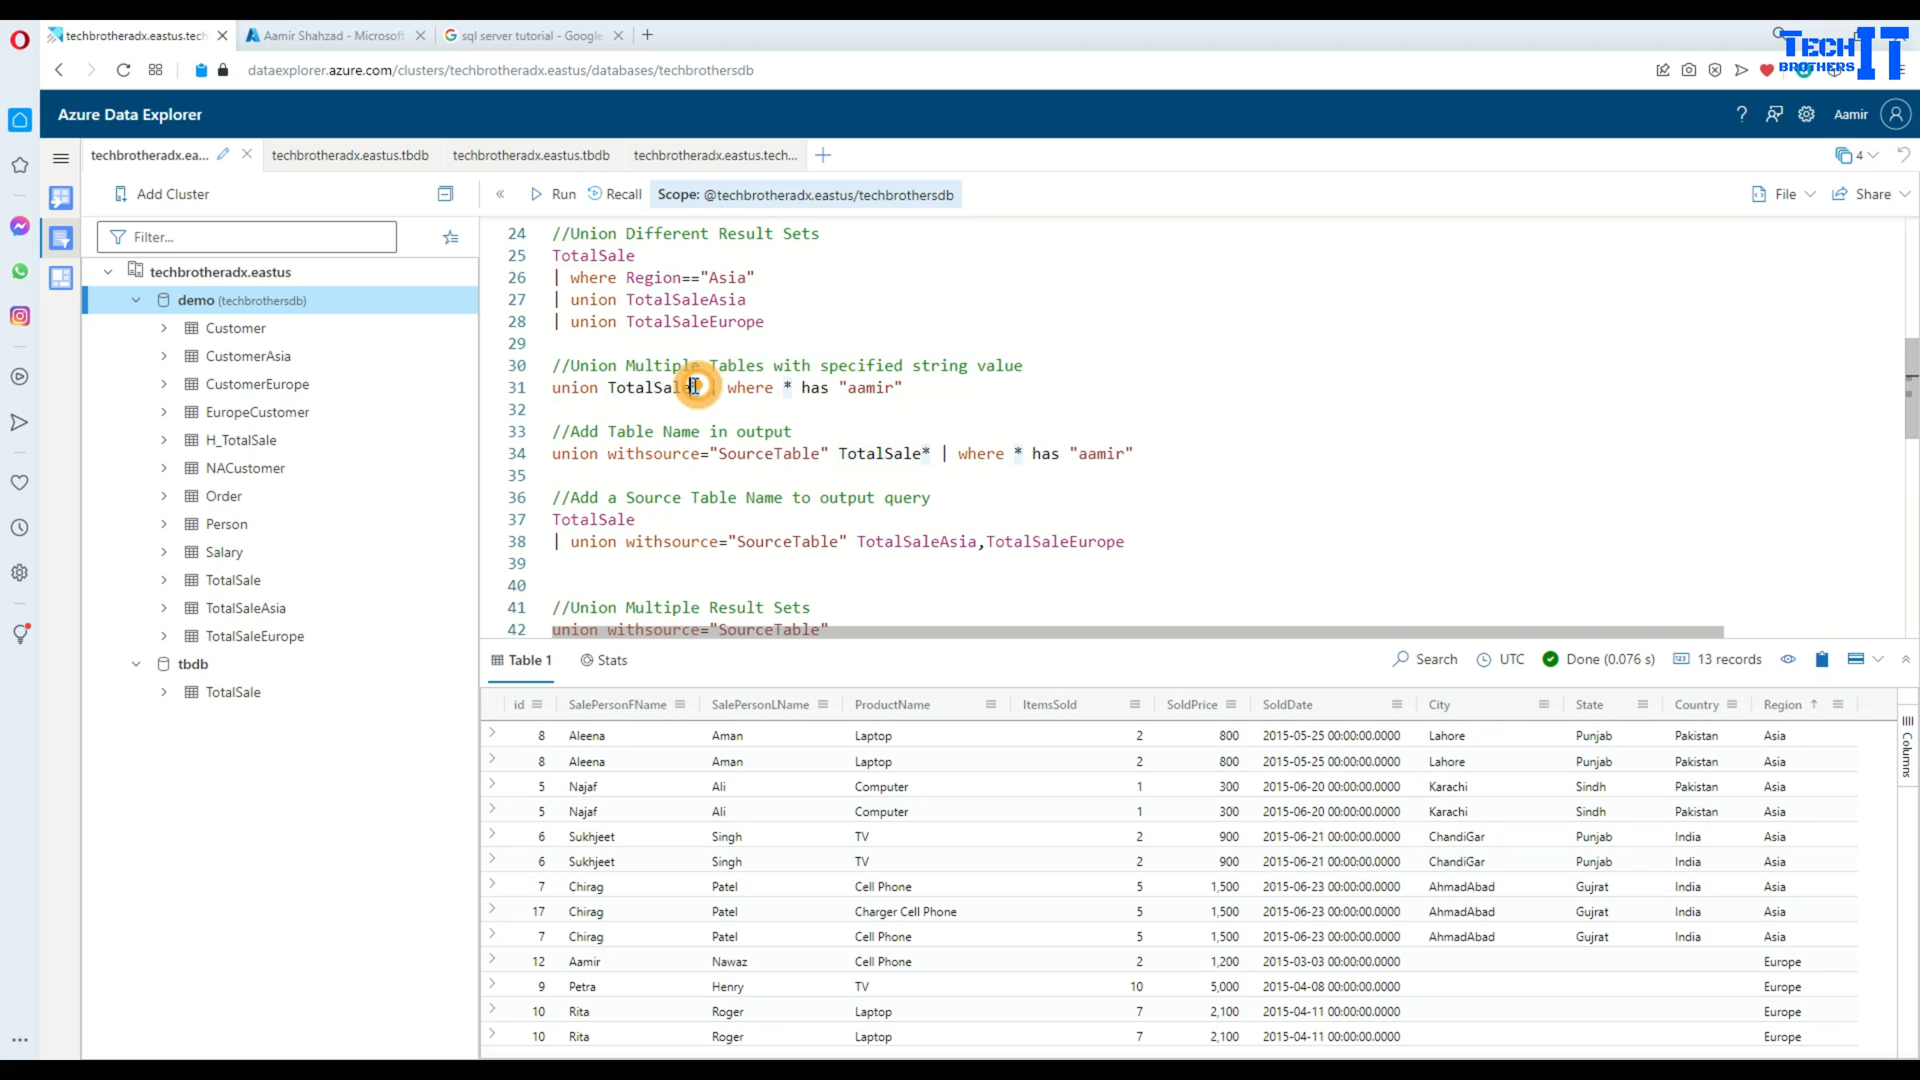 techbrotheradx.eastus.tech
Aamir Shahzad - Microsoft
sql server tutorial - Google
TECH IT
BROTHERS
dataexplorer.azure.com/clusters/techbrotheradx.eastus/databases/techbrothersdb
Azure Data Explorer
Aamir
techbrotheradx.ea...
techbrotheradx.eastus.tbdb
techbrotheradx.eastus.tbdb
techbrotheradx.eastus.tech...
4
Add Cluster
Run
Recall
Scope: @techbrotheradx.eastus/techbrothersdb
File
Share
Filter...
techbrotheradx.eastus
demo (techbrothersdb)
Customer
CustomerAsia
CustomerEurope
EuropeCustomer
H_TotalSale
NACustomer
Order
Person
Salary
TotalSale
TotalSaleAsia
TotalSaleEurope
tbdb
TotalSale
24 //Union Different Result Sets
25 TotalSale
26 | where Region=="Asia"
27 | union TotalSaleAsia
28 | union TotalSaleEurope
29
30 //Union Multiple Tables with specified string value
31 union TotalSale | where * has "aamir"
32
33 //Add Table Name in output
34 union withsource="SourceTable" TotalSale* | where * has "aamir"
35
36 //Add a Source Table Name to output query
37 TotalSale
38 | union withsource="SourceTable" TotalSaleAsia,TotalSaleEurope
39
40
41 //Union Multiple Result Sets
42 union withsource="SourceTable"
Table 1
Stats
Search
UTC
Done (0.076 s)
13 records
id SalePersonFName SalePersonLName ProductName ItemsSold SoldPrice SoldDate City State Country Region
8 Aleena Aman Laptop 2 800 2015-05-25 00:00:00.0000 Lahore Punjab Pakistan Asia
8 Aleena Aman Laptop 2 800 2015-05-25 00:00:00.0000 Lahore Punjab Pakistan Asia
5 Najaf Ali Computer 1 300 2015-06-20 00:00:00.0000 Karachi Sindh Pakistan Asia
5 Najaf Ali Computer 1 300 2015-06-20 00:00:00.0000 Karachi Sindh Pakistan Asia
6 Sukhjeet Singh TV 2 900 2015-06-21 00:00:00.0000 ChandiGar Punjab India Asia
6 Sukhjeet Singh TV 2 900 2015-06-21 00:00:00.0000 ChandiGar Punjab India Asia
7 Chirag Patel Cell Phone 5 1,500 2015-06-23 00:00:00.0000 AhmadAbad Gujrat India Asia
17 Chirag Patel Charger Cell Phone 5 1,500 2015-06-23 00:00:00.0000 AhmadAbad Gujrat India Asia
7 Chirag Patel Cell Phone 5 1,500 2015-06-23 00:00:00.0000 AhmadAbad Gujrat India Asia
12 Aamir Nawaz Cell Phone 2 1,200 2015-03-03 00:00:00.0000 Europe
9 Petra Henry TV 10 5,000 2015-04-08 00:00:00.0000 Europe
10 Rita Roger Laptop 7 2,100 2015-04-11 00:00:00.0000 Europe
10 Rita Roger Laptop 7 2,100 2015-04-11 00:00:00.0000 Europe
Columns